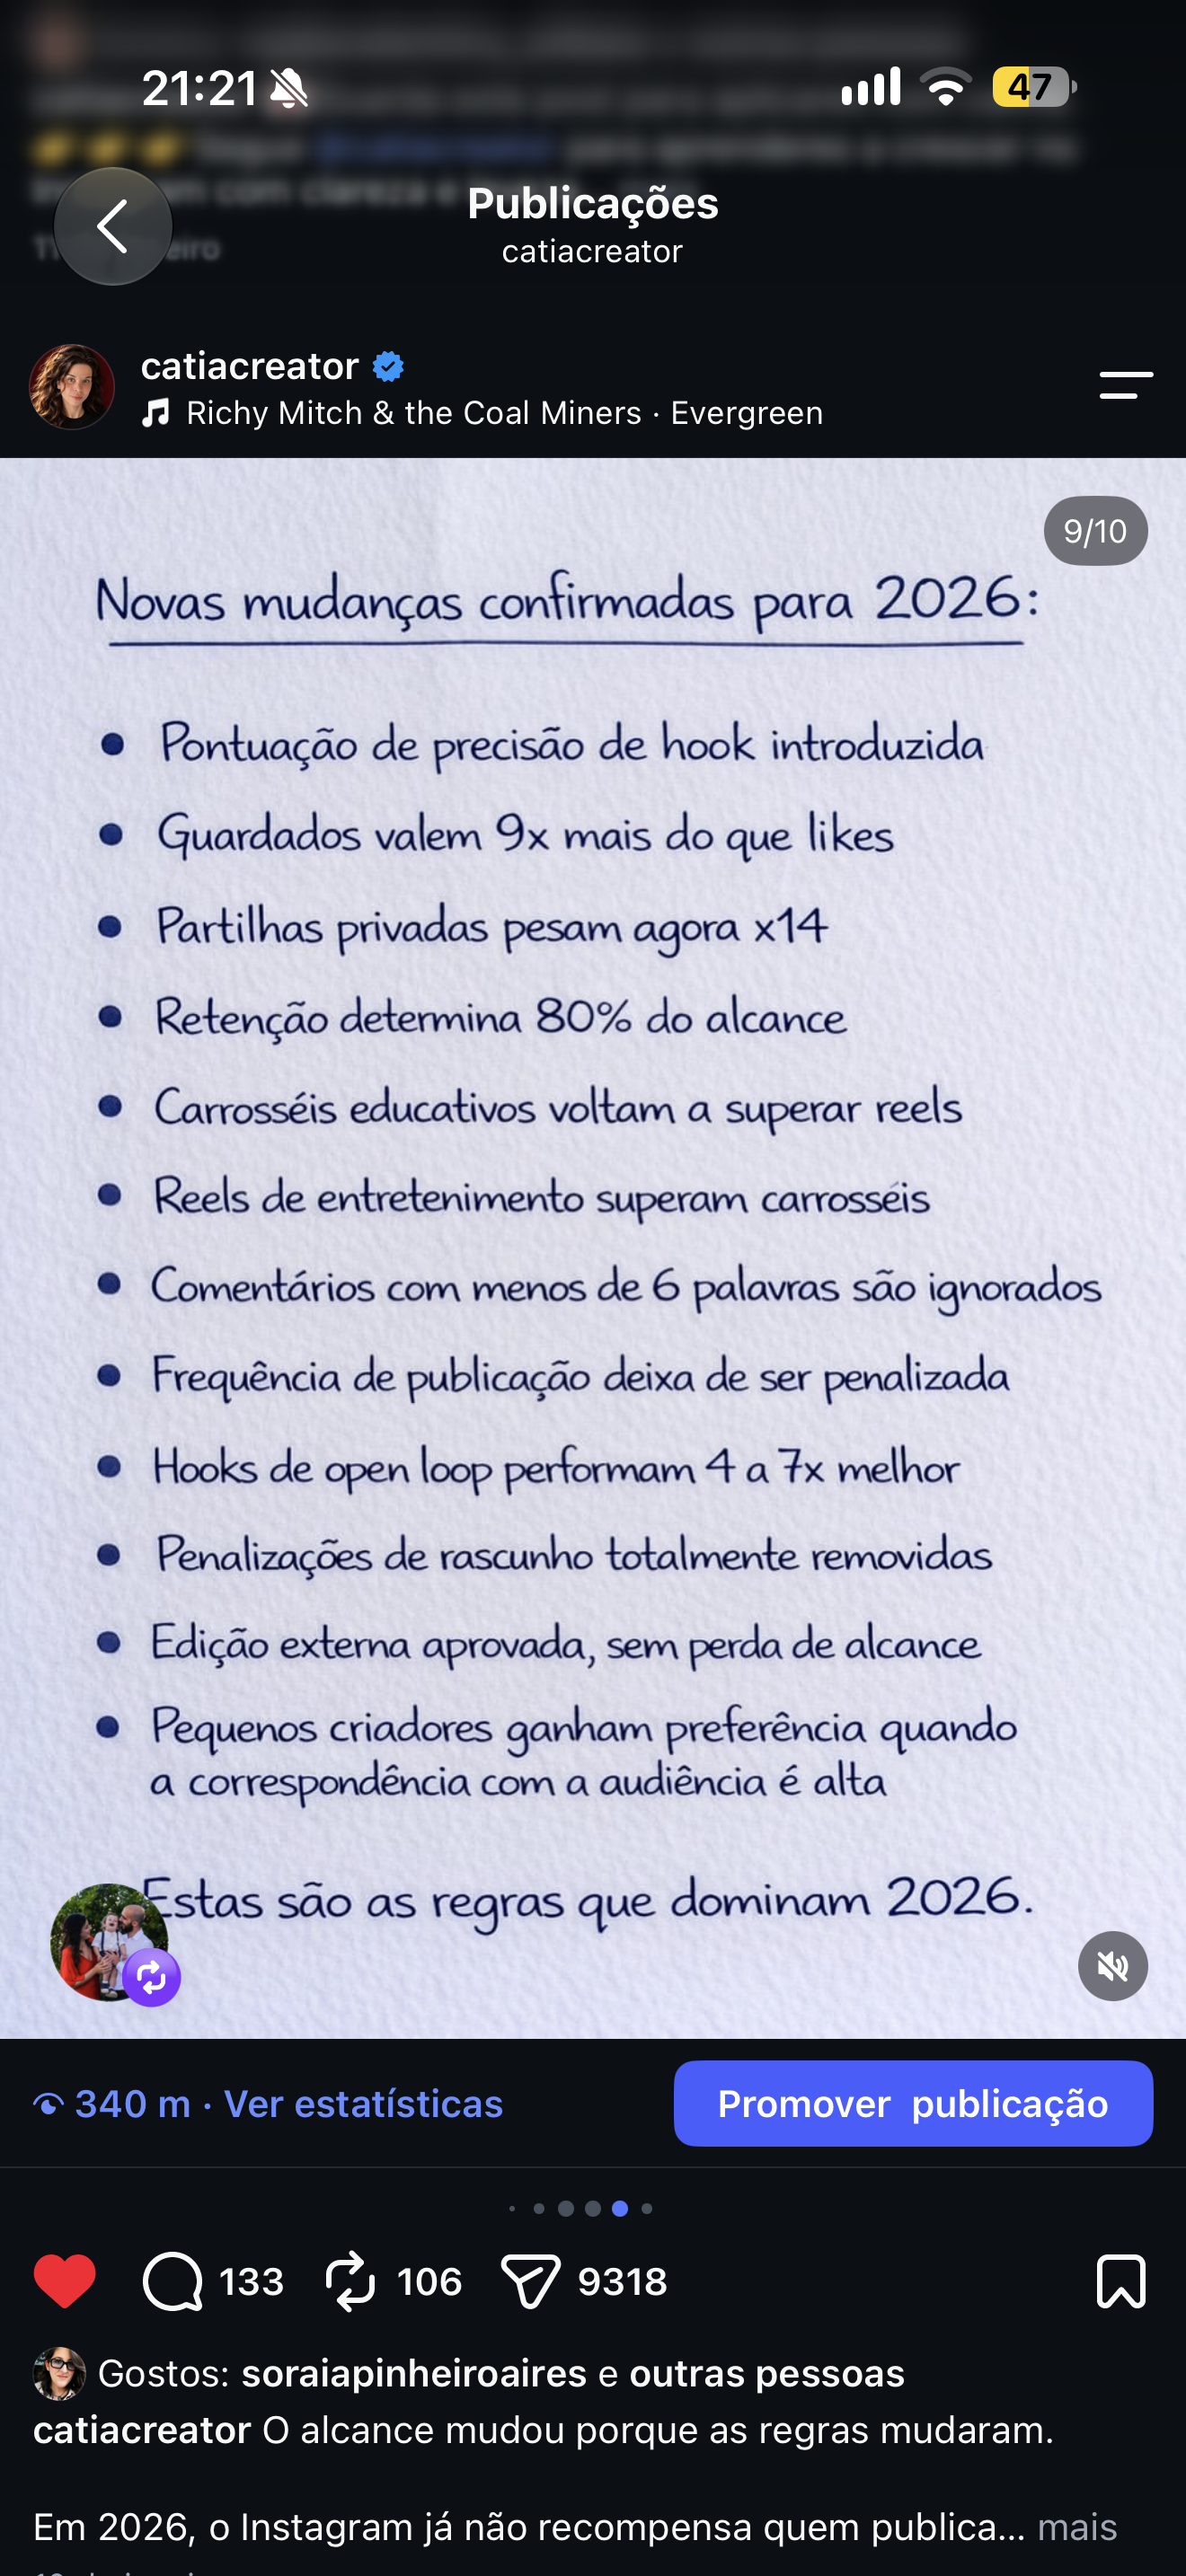 21:21
47
Publicações
catiacreator
catiacreator
Richy Mitch & the Coal Miners · Evergreen
9/10
Novas mudanças confirmadas para 2026:
• Pontuação de precisão de hook introduzida
• Guardados valem 9x mais do que likes
• Partilhas privadas pesam agora x14
• Retenção determina 80% do alcance
• Carrosséis educativos voltam a superar reels
• Reels de entretenimento superam carrosséis
• Comentários com menos de 6 palavras são ignorados
• Frequência de publicação deixa de ser penalizada
• Hooks de open loop performam 4 a 7x melhor
• Penalizações de rascunho totalmente removidas
• Edição externa aprovada, sem perda de alcance
• Pequenos criadores ganham preferência quando
a correspondência com a audiência é alta
Estas são as regras que dominam 2026.
340 m · Ver estatísticas
Promover publicação
133
106
9318
Gostos: soraiapinheiroaires e outras pessoas
catiacreator O alcance mudou porque as regras mudaram.
Em 2026, o Instagram já não recompensa quem publica... mais